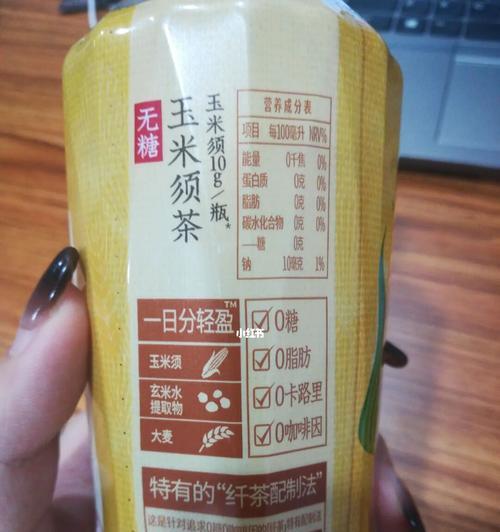 无糖
玉米须茶
玉米须10g/瓶*
营养成分表
项目 每100毫升 NRV%
能量 0千焦 0%
蛋白质 0克 0%
脂肪 0克 0%
碳水化合物 0克 0%
——糖 0克
钠 10毫克 1%
一日分轻盈™
玉米须
玄米水
提取物
大麦
小红书
0糖
0脂肪
0卡路里
0咖啡因
特有的“纤茶配制法”